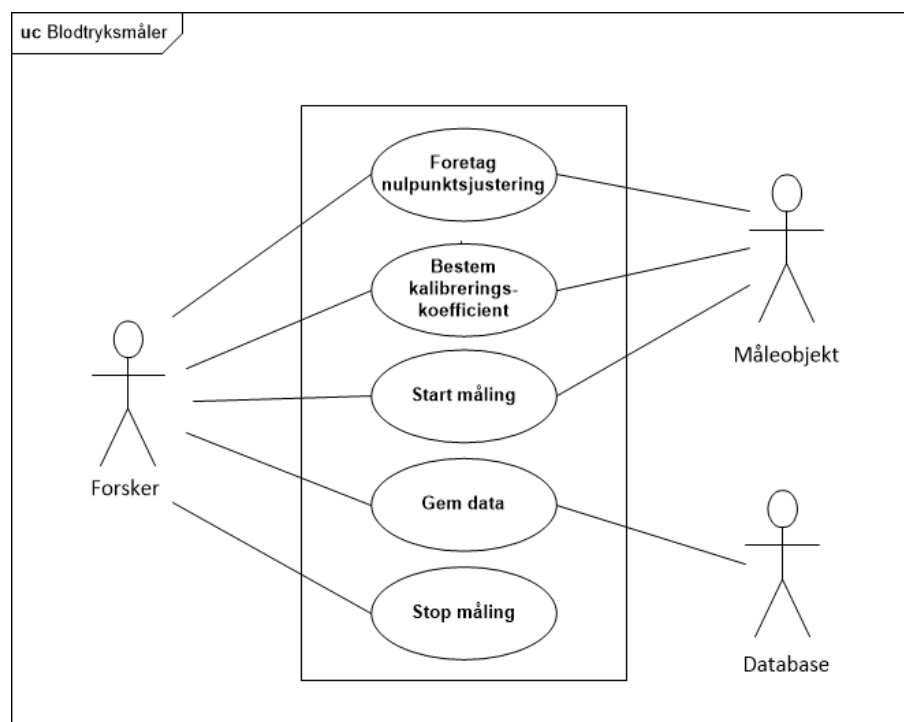 uc Blodtryksmåler
Foretag
nulpunktsjustering
Bestem
kalibrerings-
koefficient
Måleobjekt
Start måling
Forsker
Gem data
Stop måling
Database